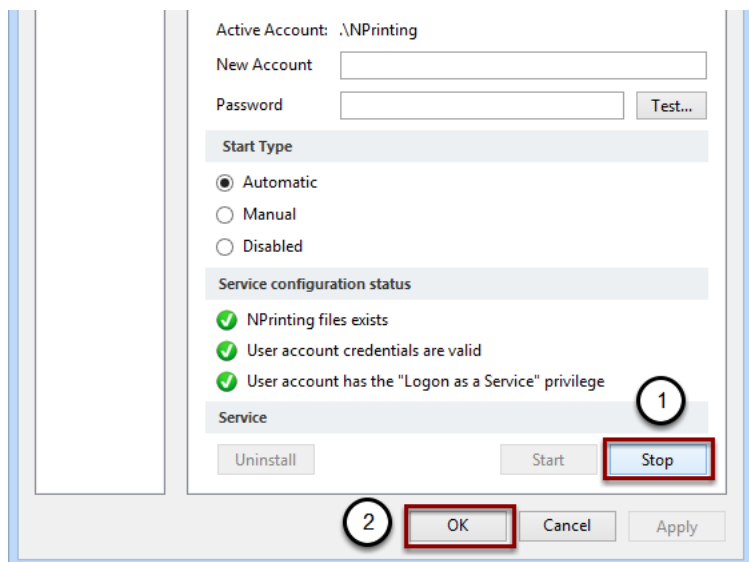 Active Account: .\NPrinting
New Account
Password Test...
Start Type
Automatic
Manual
Disabled
Service configuration status
NPrinting files exists
User account credentials are valid
User account has the "Logon as a Service" privilege
1
Service
Uninstall Start Stop
2 OK Cancel Apply